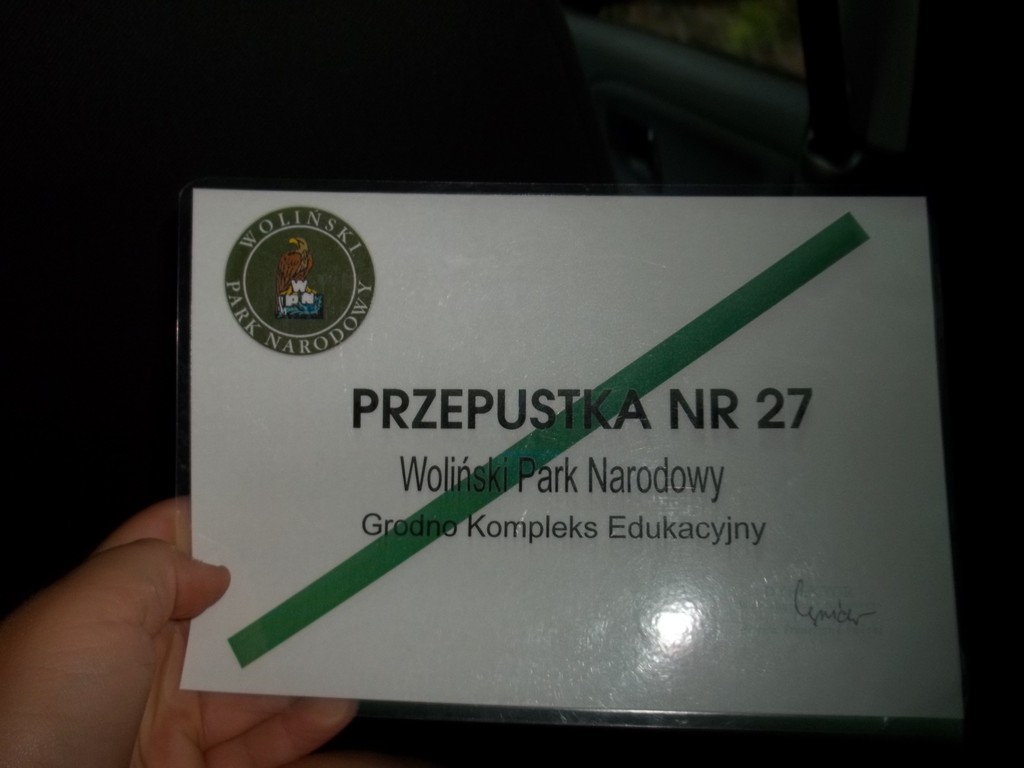 WOLIŃSKI
PARK NARODOWY
PRZEPUSTKA NR 27
Woliński Park Narodowy
Grodno Kompleks Edukacyjny